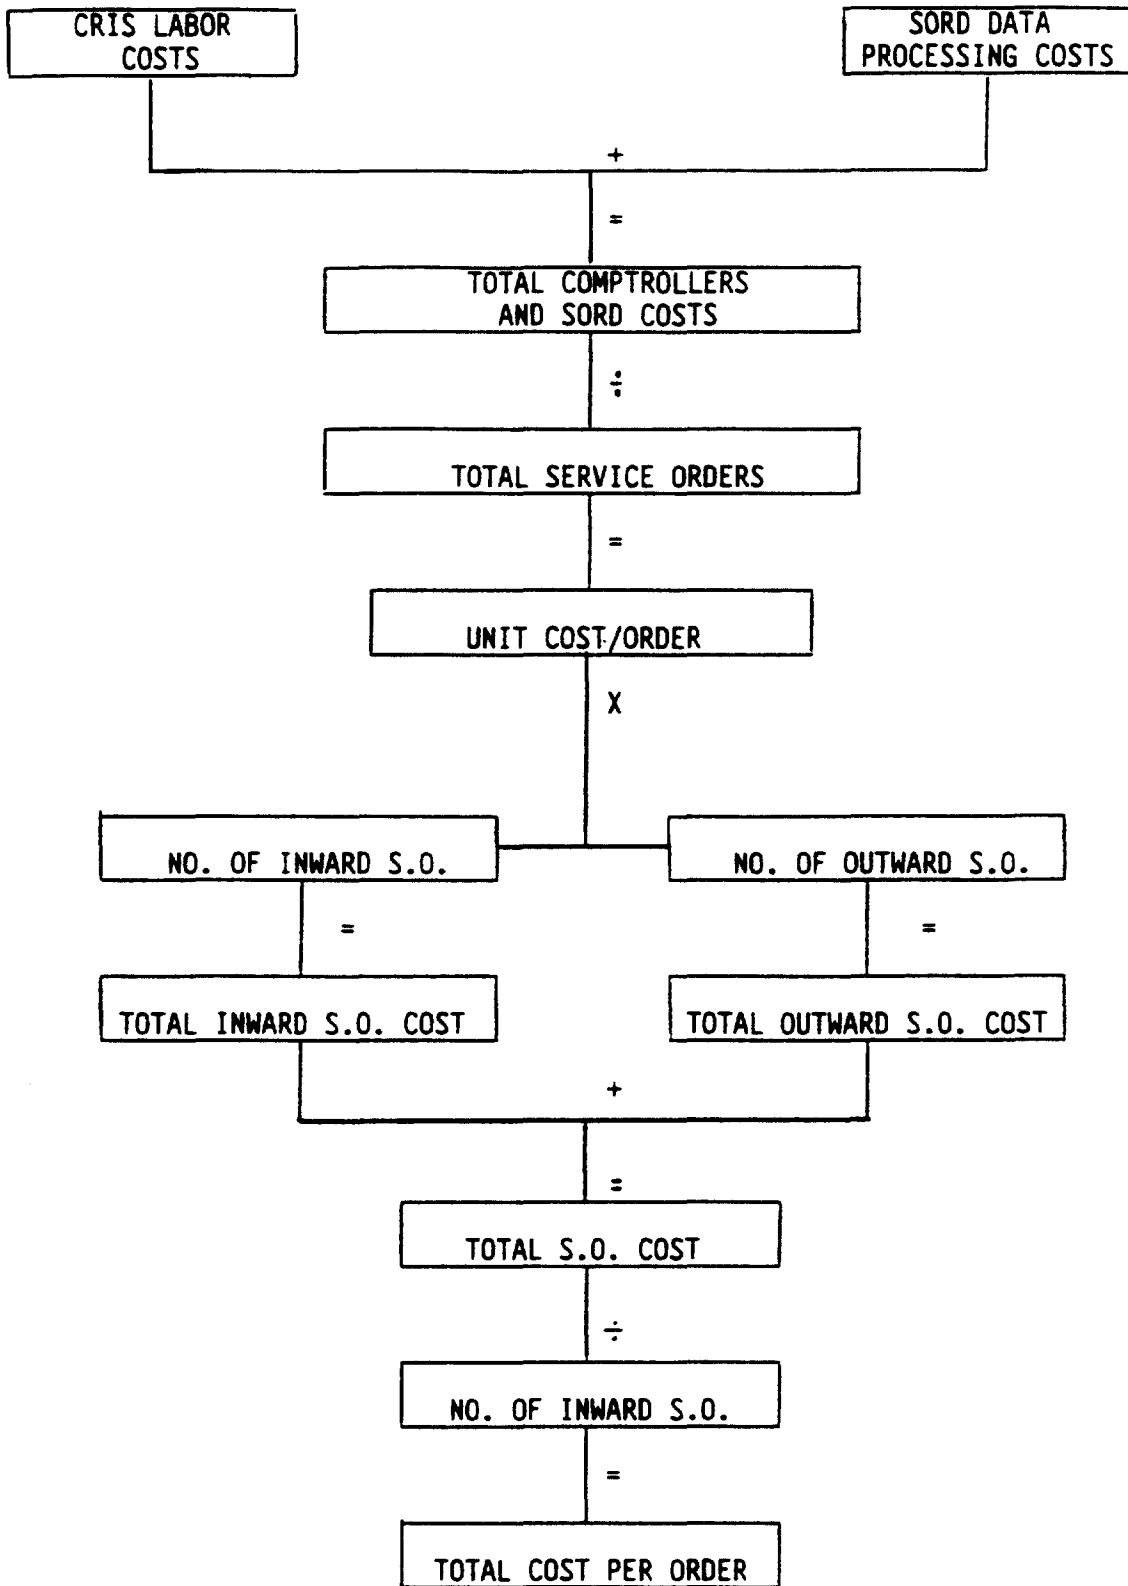 CRIS LABOR
COSTS
SORD DATA
PROCESSING COSTS
+
=
TOTAL COMPTROLLERS
AND SORD COSTS
÷
TOTAL SERVICE ORDERS
=
UNIT COST/ORDER
X
NO. OF INWARD S.O.
NO. OF OUTWARD S.O.
=
=
TOTAL INWARD S.O. COST
TOTAL OUTWARD S.O. COST
+
=
TOTAL S.O. COST
÷
NO. OF INWARD S.O.
=
TOTAL COST PER ORDER